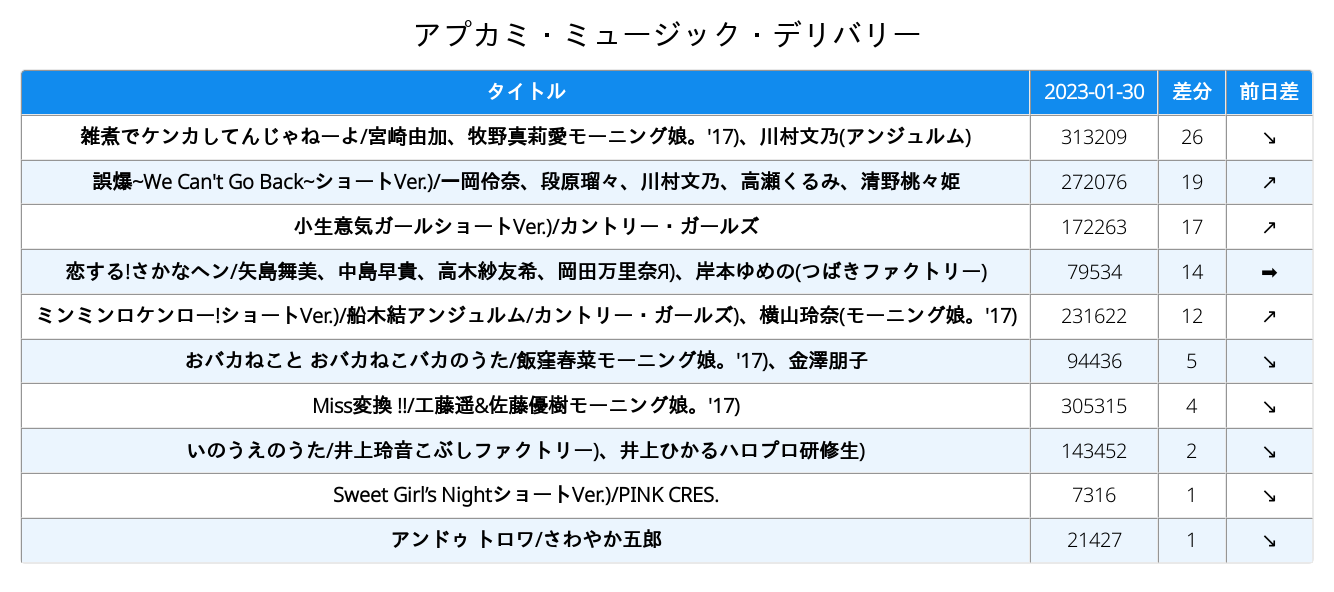 アプカミ・ミュージック・デリバリー
タイトル 2023-01-30 差分 前日差
雑煮でケンカしてんじゃねーよ/宮崎由加、牧野真莉愛モーニング娘。'17)、川村文乃(アンジュルム) 313209 26 ↘
誤爆~We Can't Go Back~ショートVer.)/一岡伶奈、段原瑠々、川村文乃、高瀬くるみ、清野桃々姫 272076 19 ↗
小生意気ガールショートVer.)/カントリー・ガールズ 172263 17 ↗
恋する!さかなヘン/矢島舞美、中島早貴、高木紗友希、岡田万里奈Я)、岸本ゆめの(つばきファクトリー) 79534 14 ➡
ミンミンロケンロー!ショートVer.)/船木結アンジュルム/カントリー・ガールズ)、横山玲奈(モーニング娘。'17) 231622 12 ↗
おバカねこと おバカねこバカのうた/飯窪春菜モーニング娘。'17)、金澤朋子 94436 5 ↘
Miss変換 !!/工藤遥&佐藤優樹モーニング娘。'17) 305315 4 ↘
いのうえのうた/井上玲音こぶしファクトリー)、井上ひかるハロプロ研修生) 143452 2 ↘
Sweet Girl’s NightショートVer.)/PINK CRES. 7316 1 ↘
アンドゥ トロワ/さわやか五郎 21427 1 ↘